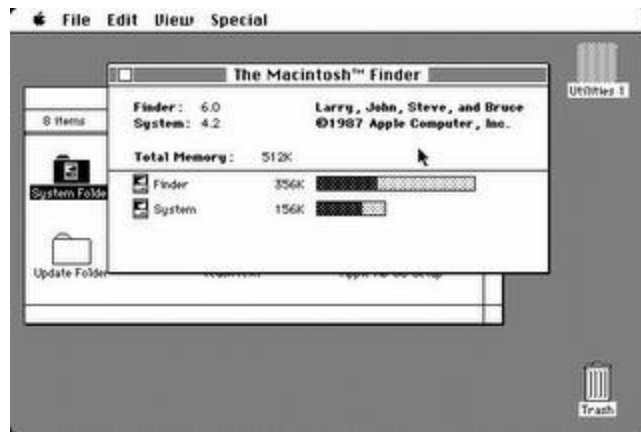 File Edit View Special
The Macintosh™ Finder
Utilities 1
Finder: 6.0 Larry, John, Steve, and Bruce
System: 4.2 ©1987 Apple Computer, Inc.
8 items
Total Memory: 512K
Finder 356K
System 156K
System Folde
Update Folder
Trash